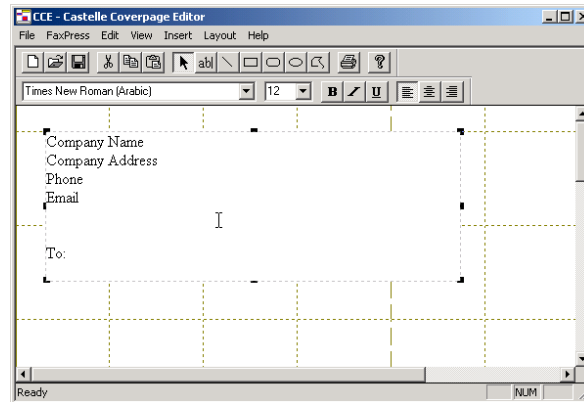 CCE - Castelle Coverpage Editor
File FaxPress Edit View Insert Layout Help
ab|
Times New Roman (Arabic) 12 B I U
Company Name
Company Address
Phone
Email
To:
Ready NUM